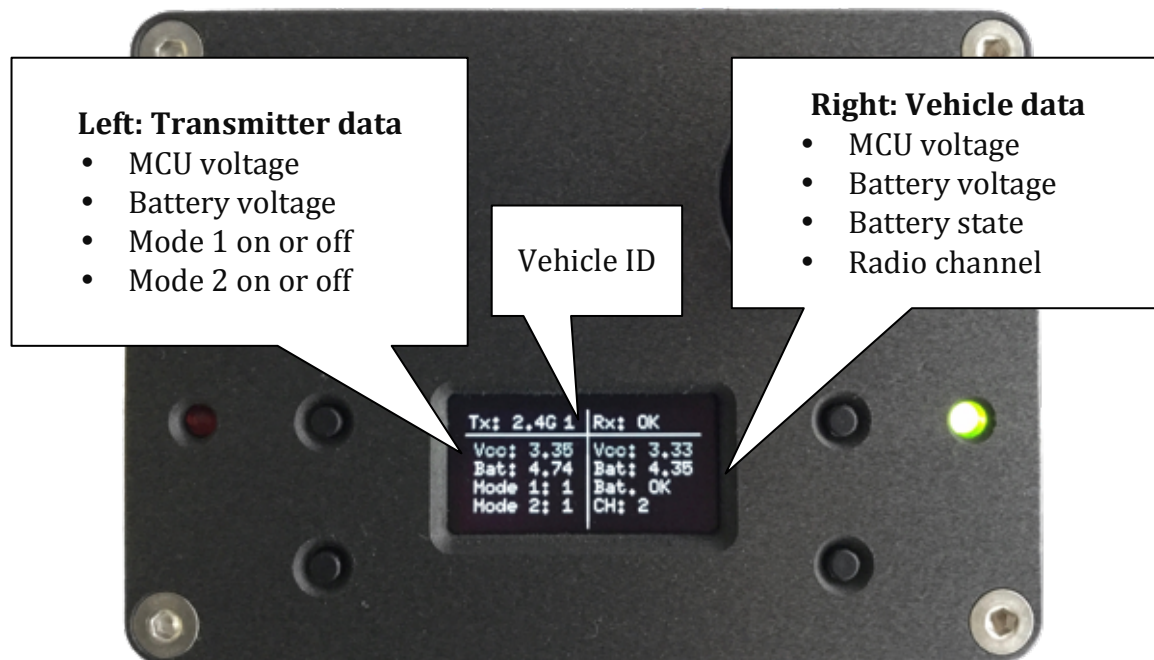 Left: Transmitter data
• MCU voltage
• Battery voltage
• Mode 1 on or off
• Mode 2 on or off
Vehicle ID
Right: Vehicle data
• MCU voltage
• Battery voltage
• Battery state
• Radio channel
Tx: 2.4G 1
Vcc: 3.35
Bat: 4.74
Mode 1: 1
Mode 2: 1
Rx: OK
Vcc: 3.33
Bat: 4.35
Bat. OK
CH: 2